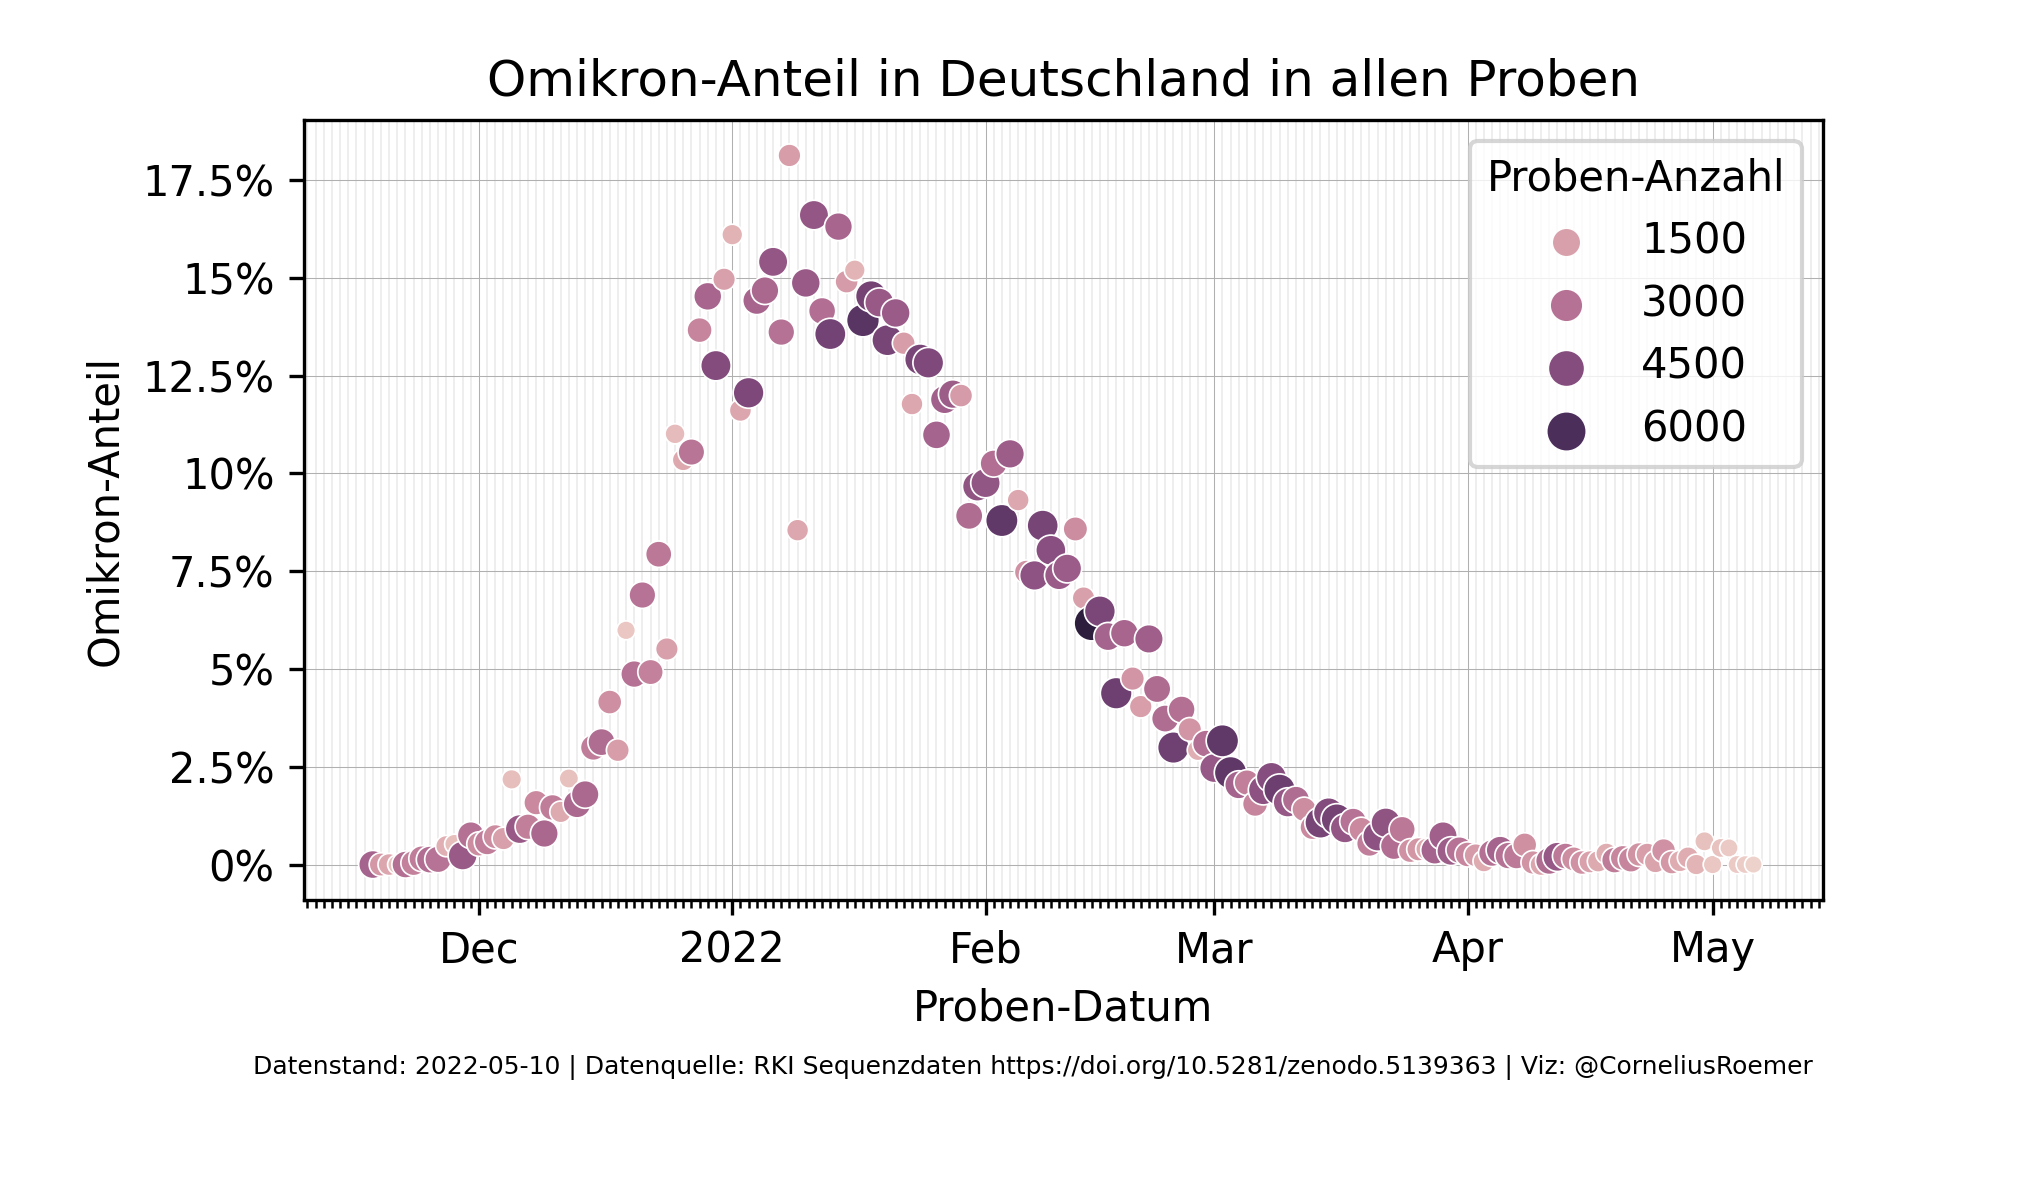 Omikron-Anteil in Deutschland in allen Proben
Omikron-Anteil
17.5%
15%
12.5%
10%
7.5%
5%
2.5%
0%
Proben-Anzahl
1500
3000
4500
6000
Dec 2022 Feb Mar Apr May
Proben-Datum
Datenstand: 2022-05-10 | Datenquelle: RKI Sequenzdaten https://doi.org/10.5281/zenodo.5139363 | Viz: @CorneliusRoemer